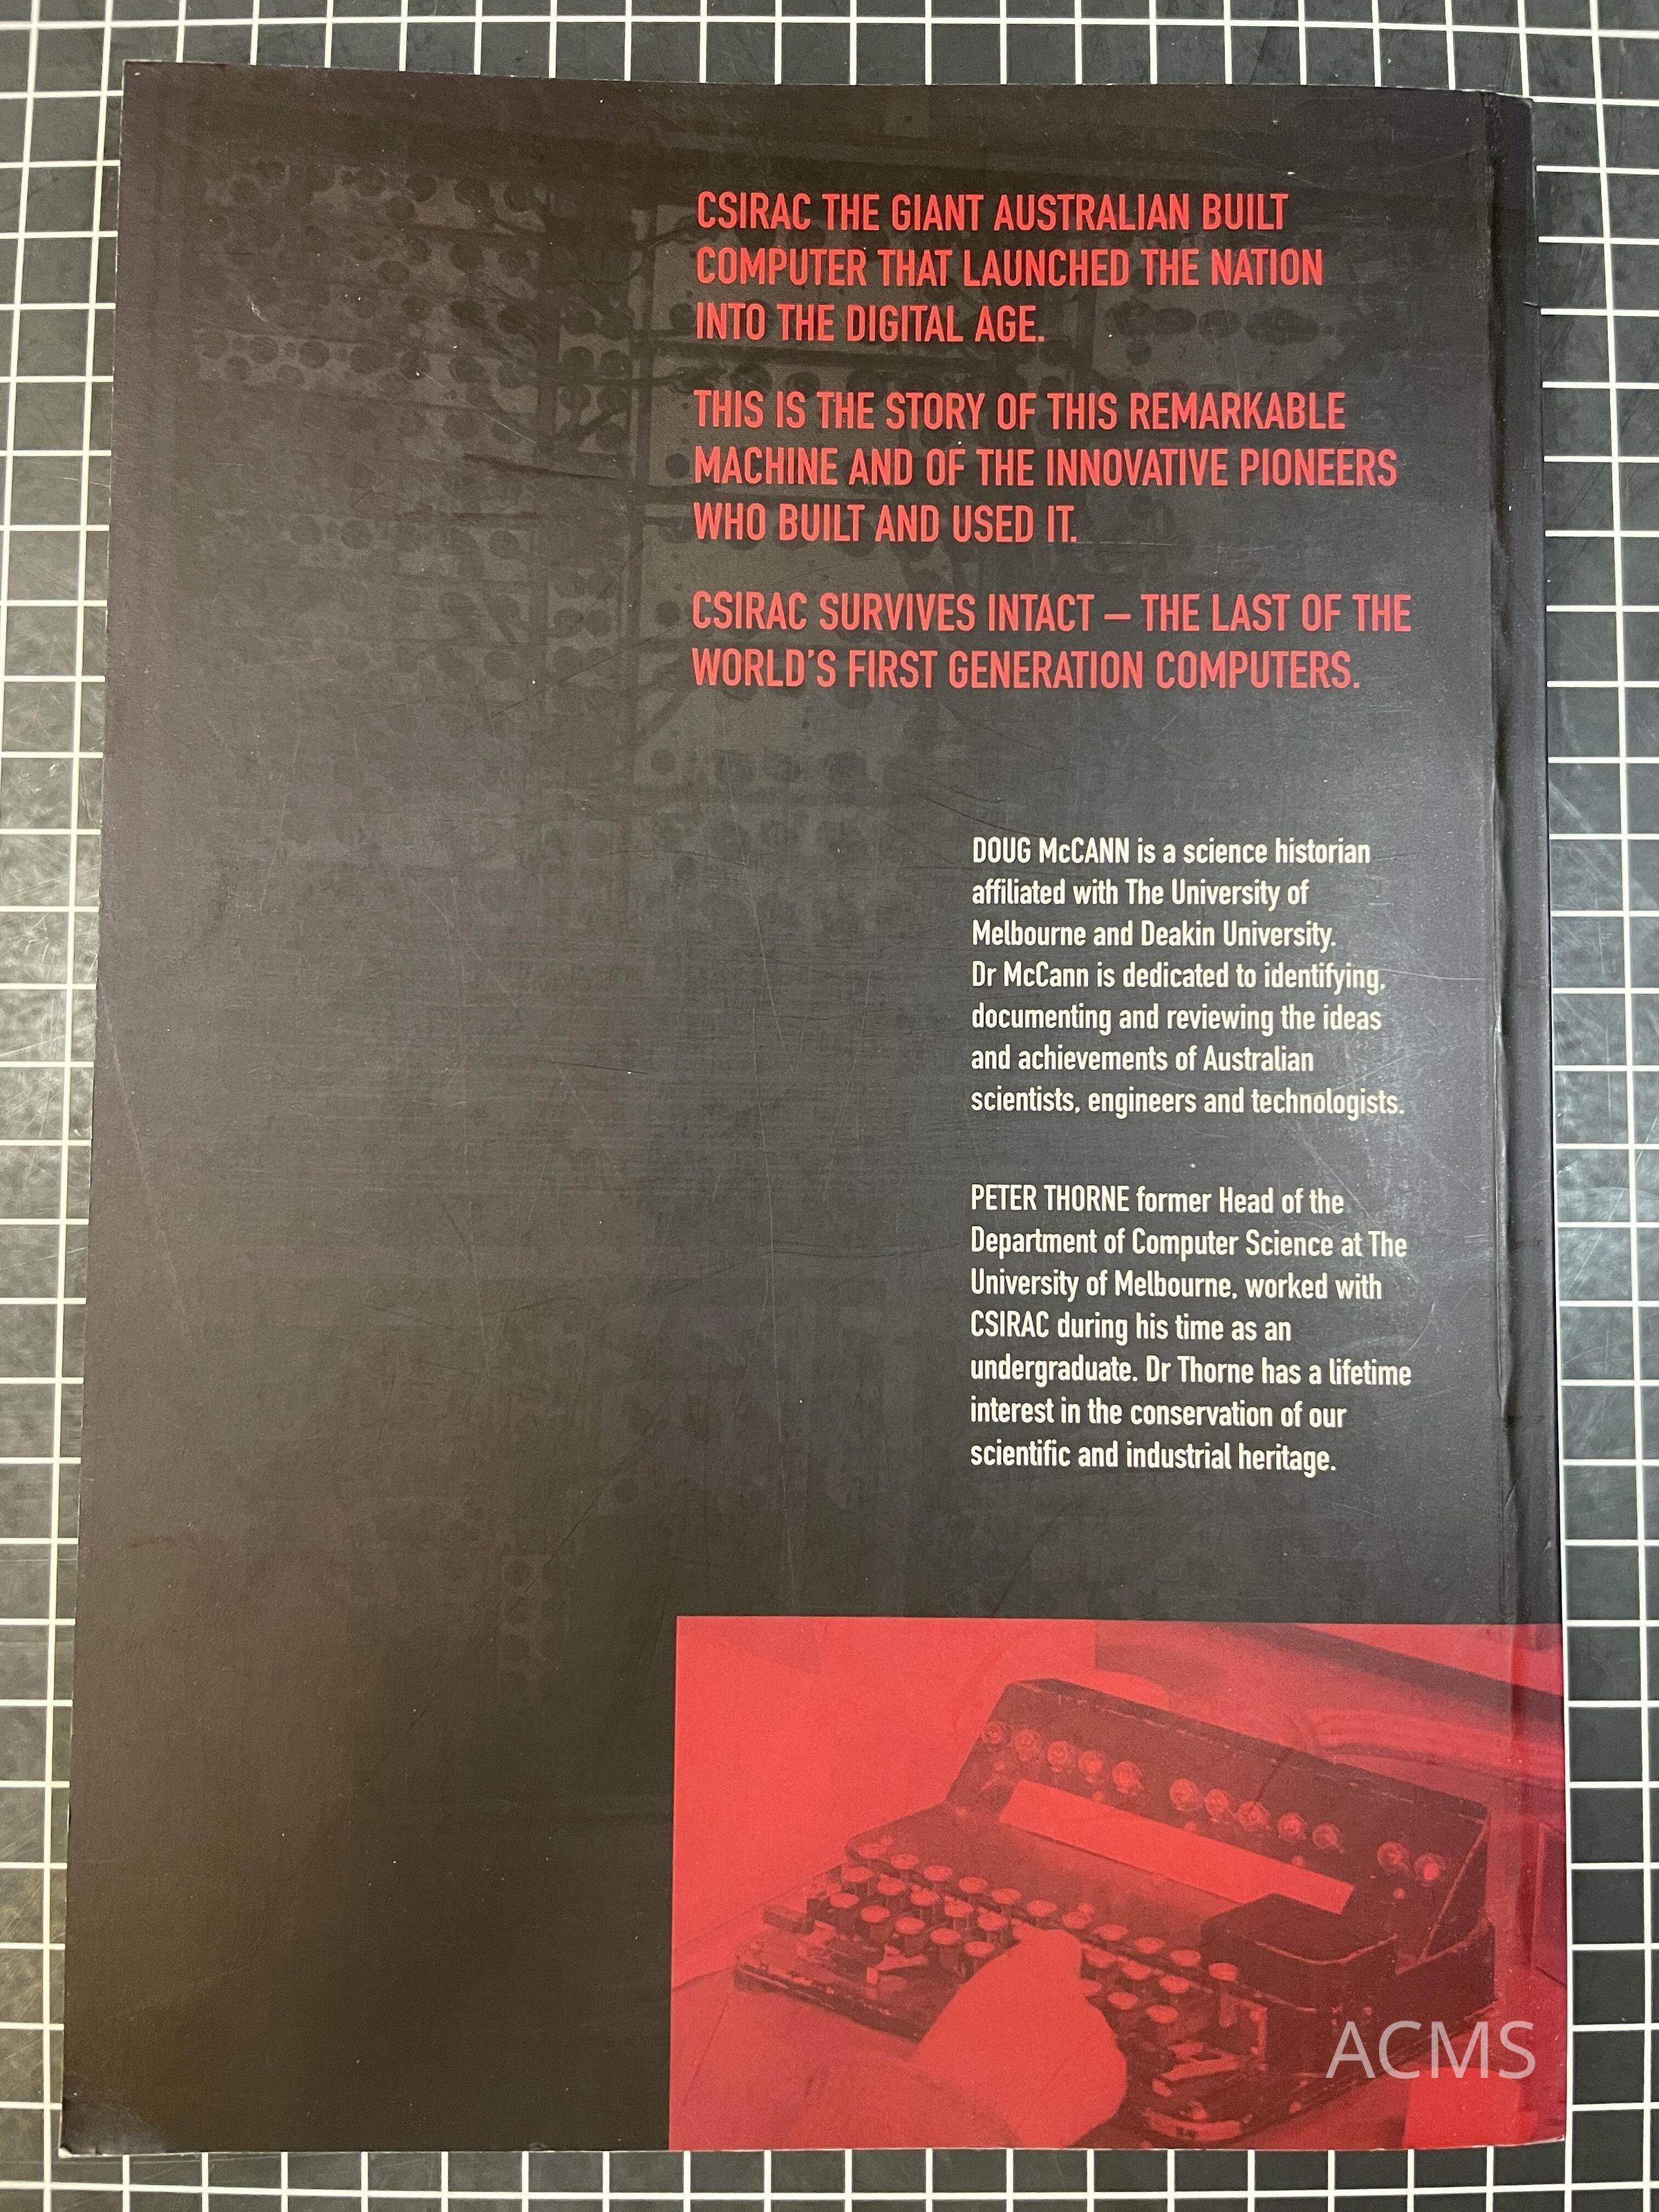 CSIRAC THE GIANT AUSTRALIAN BUILT
COMPUTER THAT LAUNCHED THE NATION
INTO THE DIGITAL AGE.
THIS IS THE STORY OF THIS REMARKABLE
MACHINE AND OF THE INNOVATIVE PIONEERS
WHO BUILT AND USED IT.
CSIRAC SURVIVES INTACT – THE LAST OF THE
WORLD'S FIRST GENERATION COMPUTERS.
DOUG McCANN is a science historian
affiliated with The University of
Melbourne and Deakin University.
Dr McCann is dedicated to identifying,
documenting and reviewing the ideas
and achievements of Australian
scientists, engineers and technologists.
PETER THORNE former Head of the
Department of Computer Science at The
University of Melbourne, worked with
CSIRAC during his time as an
undergraduate. Dr Thorne has a lifetime
interest in the conservation of our
scientific and industrial heritage.
ACMS